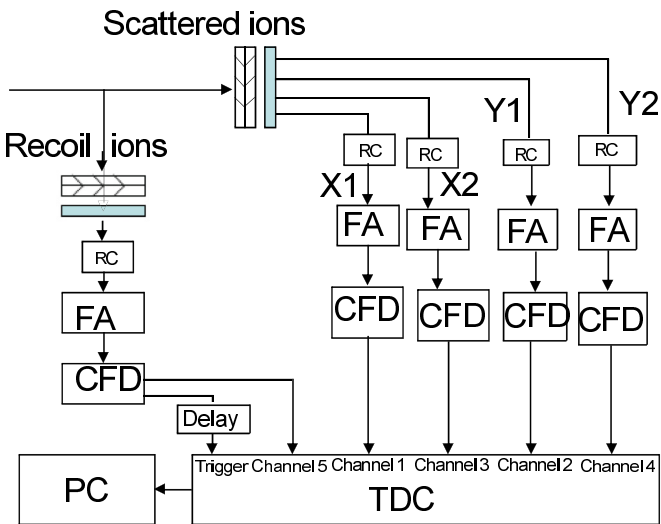 Scattered ions
Y1
Y2
Recoil ions
RC
RC
RC
RC
X1
X2
FA
FA
FA
FA
RC
CFD
CFD
CFD
CFD
FA
CFD
Delay
Trigger Channel 5 Channel 1 Channel 3 Channel 2 Channel 4
PC
TDC